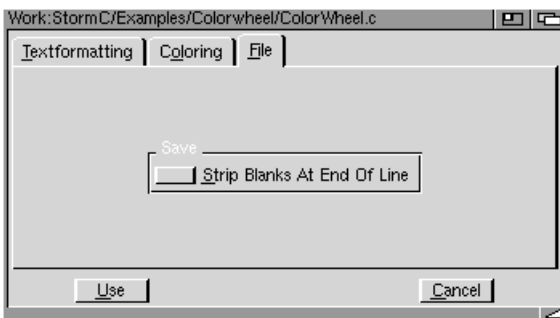 Work:StormC/Examples/Colorwheel/ColorWheel.c
Textformatting Coloring File
Save
Strip Blanks At End Of Line
Use Cancel